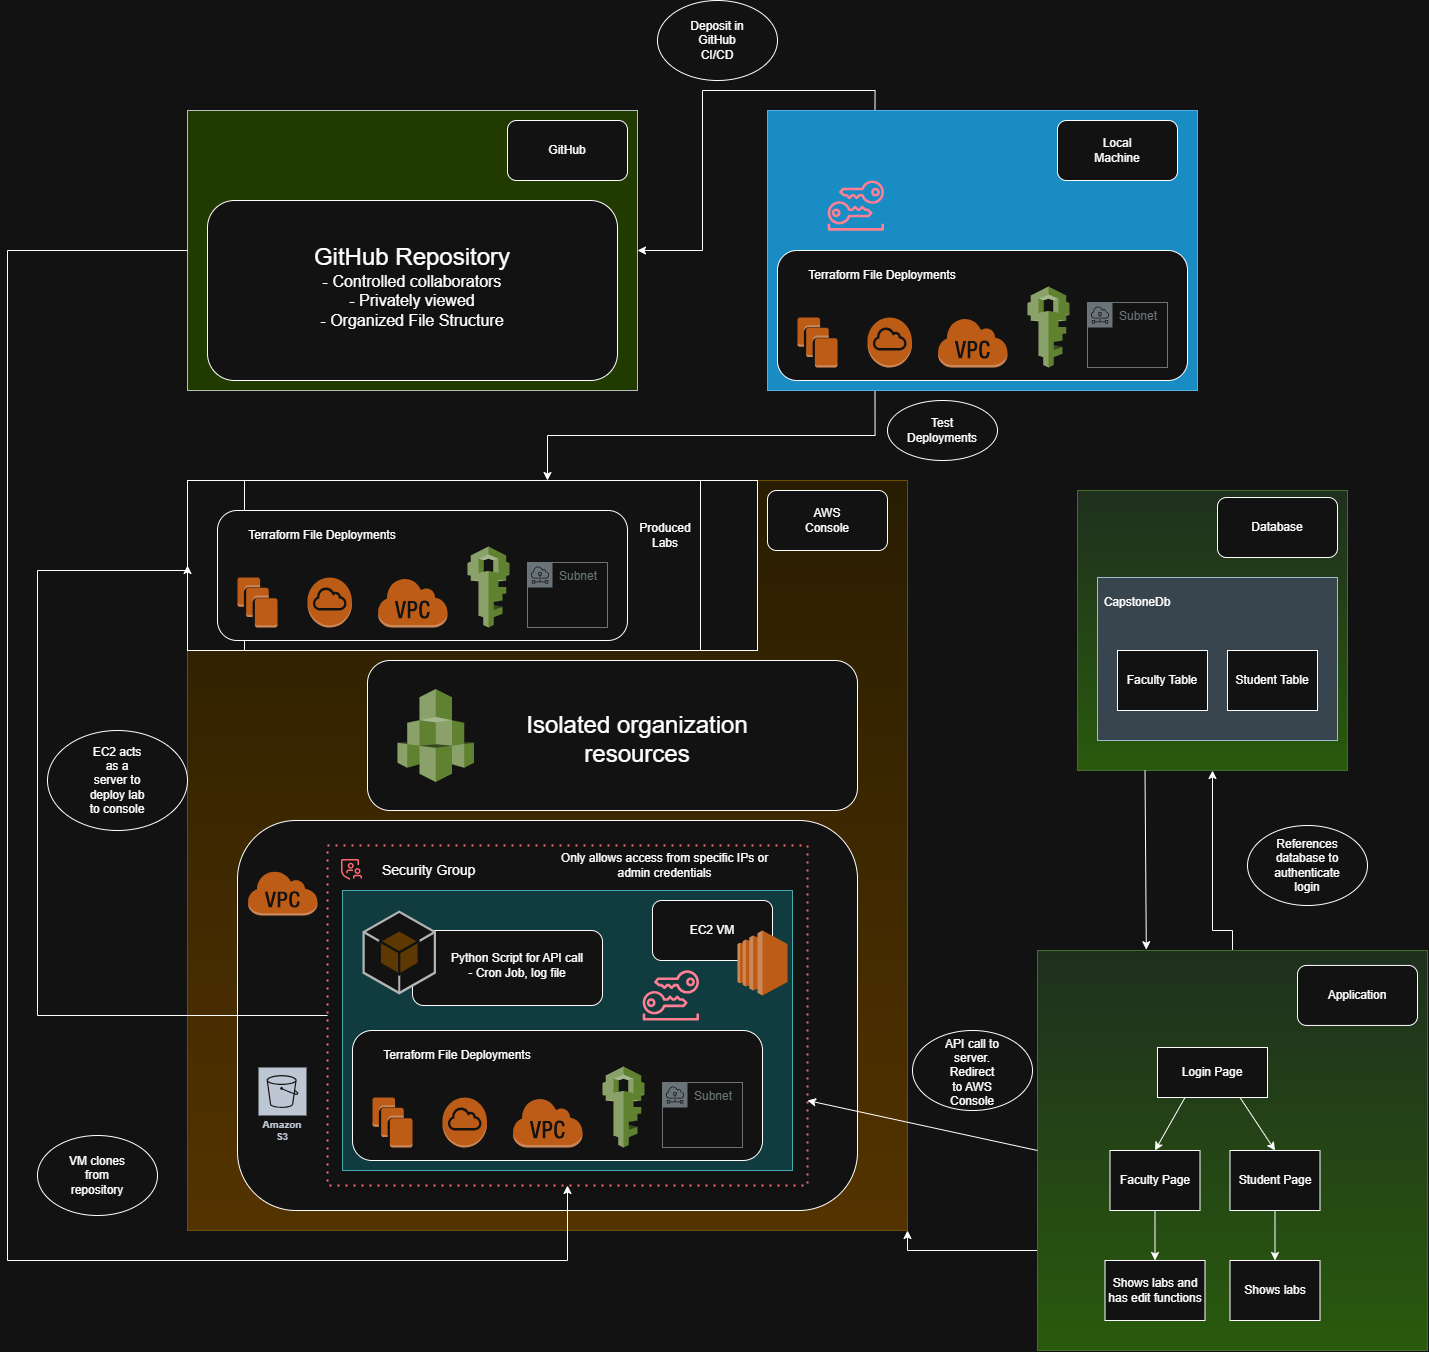 Deposit in
GitHub
CI/CD
GitHub
GitHub Repository
- Controlled collaborators
- Privately viewed
- Organized File Structure
Local
Machine
Terraform File Deployments
VPC
Subnet
Test
Deployments
AWS
Console
Produced
Labs
Terraform File Deployments
VPC
Subnet
Isolated organization
resources
EC2 acts
as a
server to
deploy lab
to console
VPC
Security Group
Only allows access from specific IPs or
admin credentials
EC2 VM
Python Script for API call
- Cron Job, log file
Terraform File Deployments
VPC
Subnet
Amazon
S3
VM clones
from
repository
Database
CapstoneDb
Faculty Table
Student Table
References
database to
authenticate
login
Application
API call to
server.
Redirect
to AWS
Console
Login Page
Faculty Page
Student Page
Shows labs and
has edit functions
Shows labs